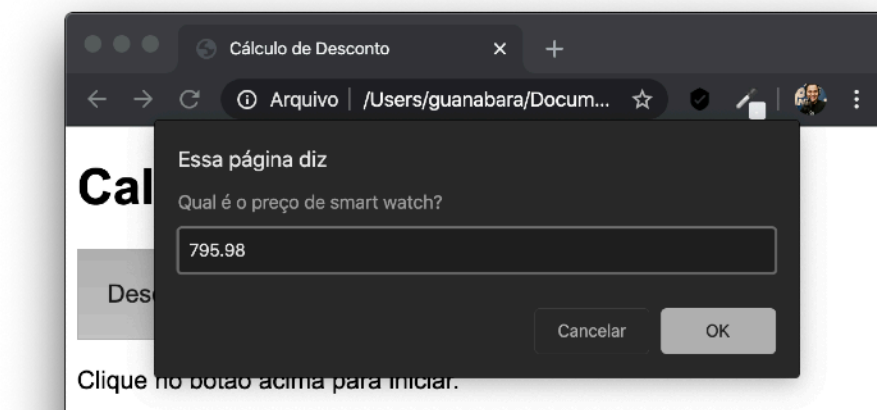 Cálculo de Desconto
Arquivo | /Users/guanabara/Docum...
Essa página diz
Cal
Qual é o preço de smart watch?
795.98
Des
Cancelar OK
Clique no botão acima para iniciar.